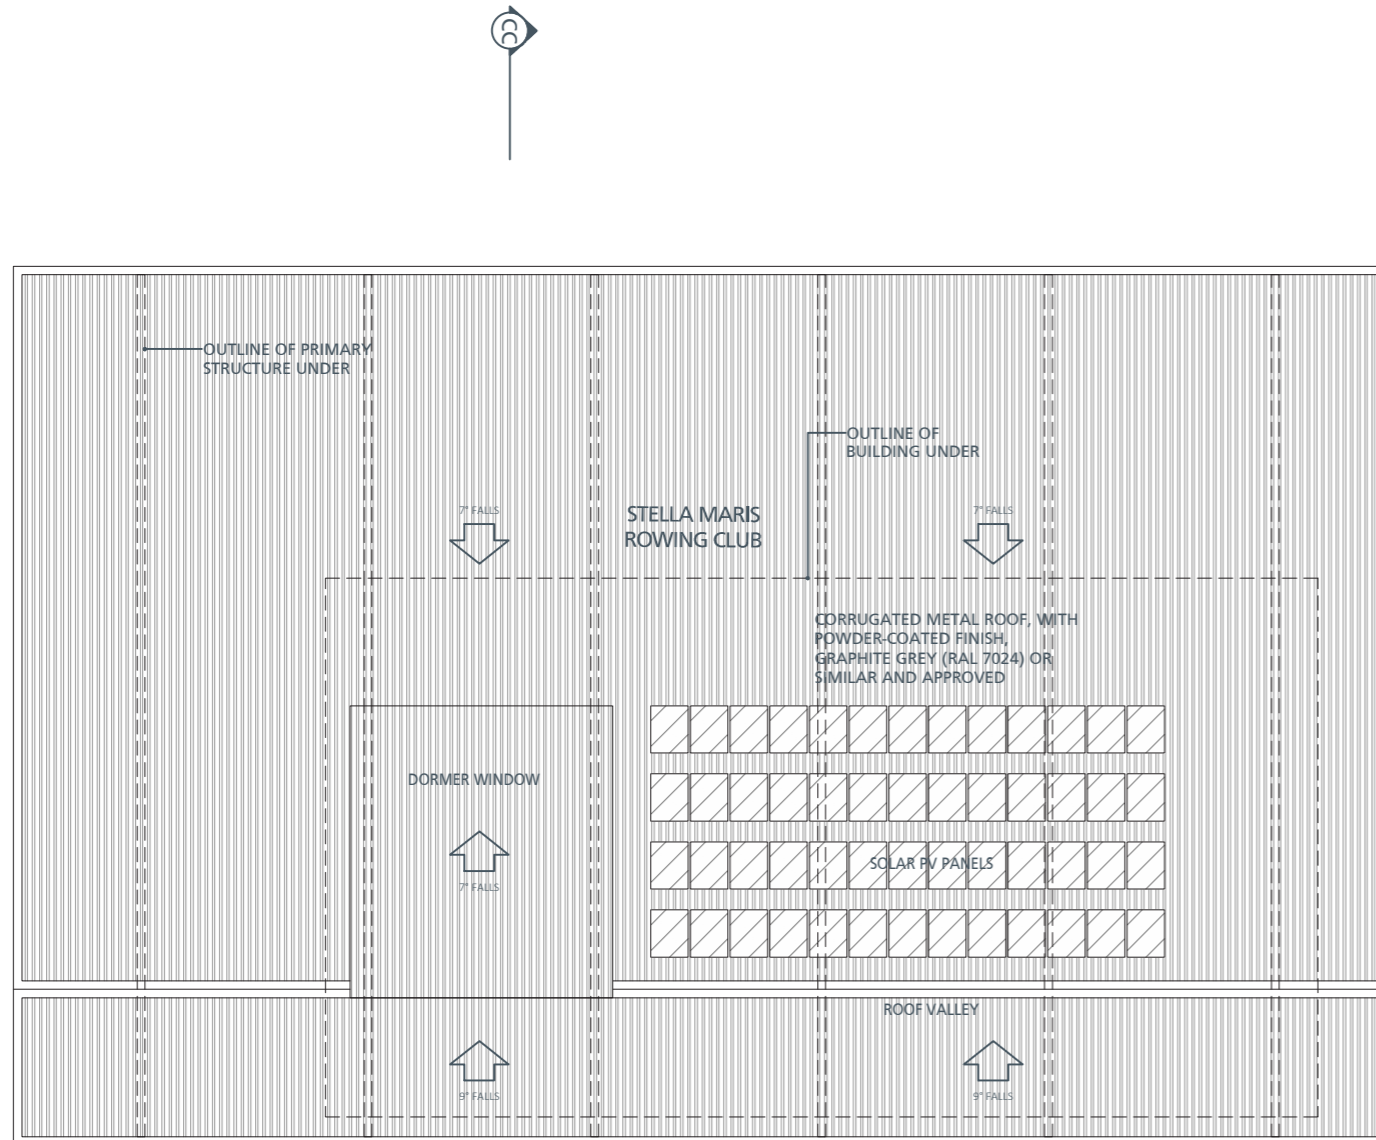 CC
OUTLINE OF PRIMARY
STRUCTURE UNDER
OUTLINE OF
BUILDING UNDER
7° FALLS
STELLA MARIS
ROWING CLUB
7° FALLS
CORRUGATED METAL ROOF, WITH
POWDER-COATED FINISH,
GRAPHITE GREY (RAL 7024) OR
SIMILAR AND APPROVED
DORMER WINDOW
7° FALLS
SOLAR PV PANELS
ROOF VALLEY
9° FALLS
9° FALLS